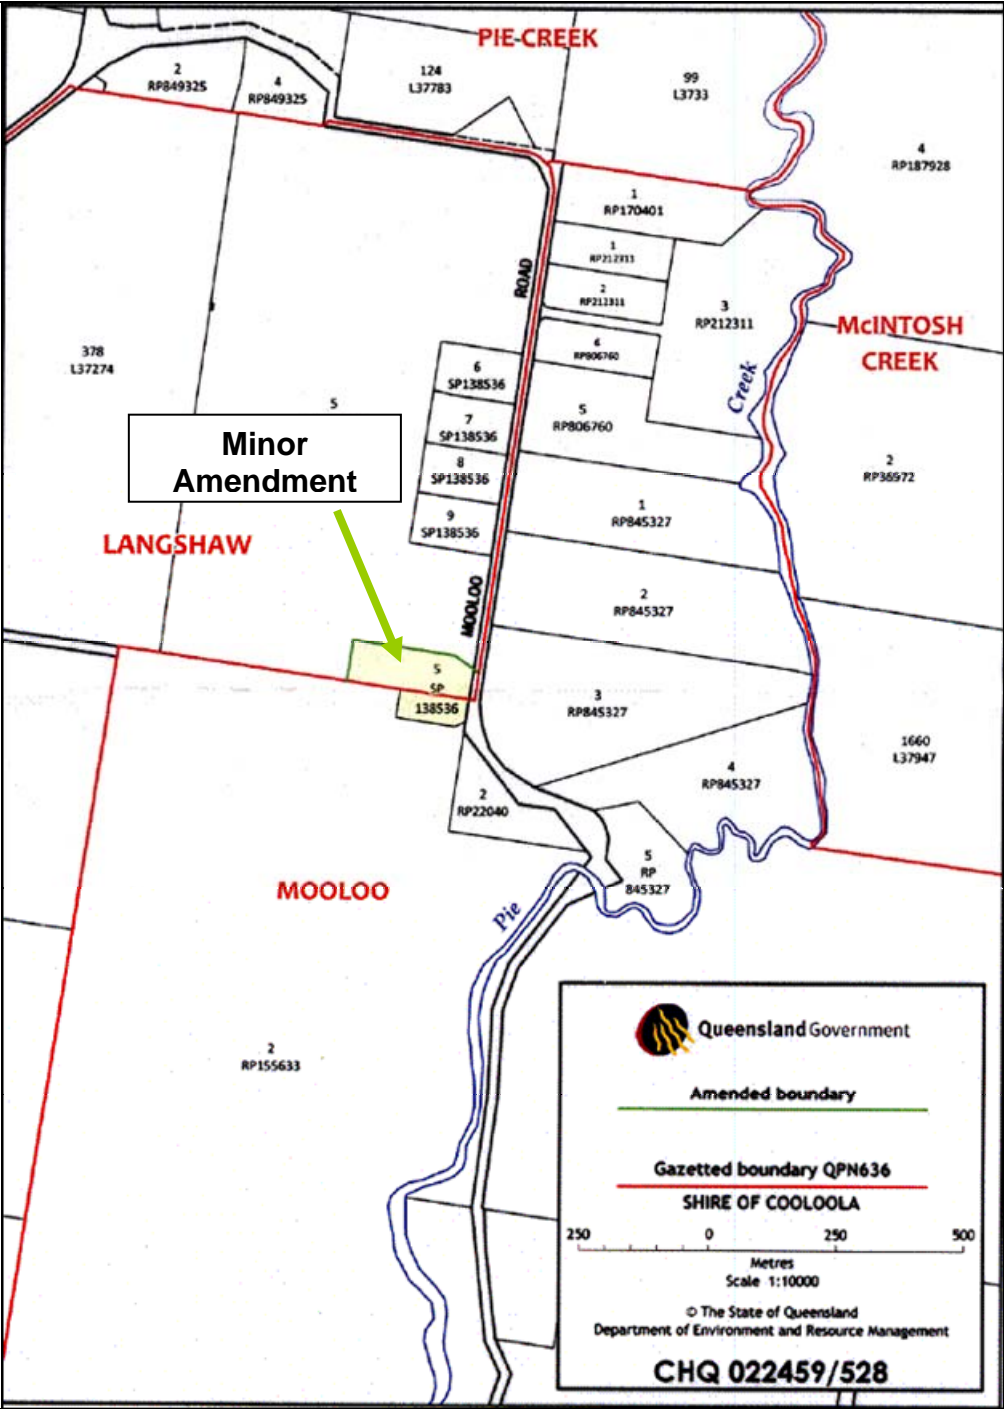 PIE CREEK
2
RP849325
4
RP849325
124
L37783
99
L3733
4
RP187928
1
RP170401
1
RP212311
2
RP212311
3
RP212311
McINTOSH
CREEK
ROAD
378
L37274
5
6
SP138536
6
RP806760
Creek
7
SP138536
5
RP806760
Minor
Amendment
8
SP138536
2
RP36972
9
SP138536
1
RP845327
LANGSHAW
MOOLOO
2
RP845327
5
SP
138536
3
RP845327
1660
L37947
4
RP845327
2
RP22040
5
RP
845327
MOOLOO
Pie
2
RP155633
Queensland Government
Amended boundary
Gazetted boundary QPN636
SHIRE OF COOLOOLA
250 0 250 500
Metres
Scale 1:10000
© The State of Queensland
Department of Environment and Resource Management
CHQ 022459/528